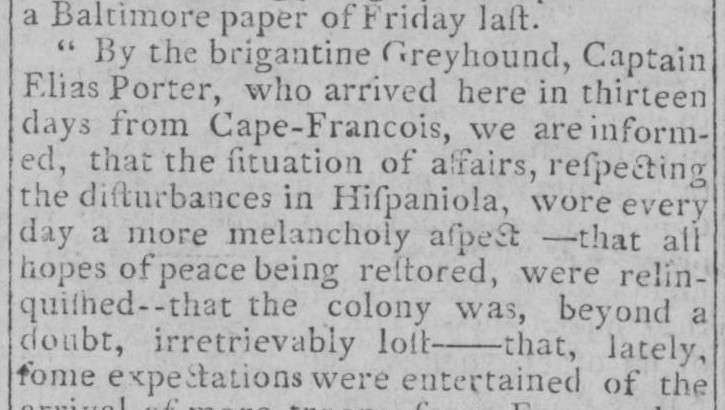 a Baltimore paper of Friday laſt.
“ By the brigantine Greyhound, Captain
Elias Porter, who arrived here in thirteen
days from Cape-Francois, we are inform-
ed, that the ſituation of affairs, reſpecting
the diſturbances in Hiſpaniola, wore every
day a more melancholy aſpect —that all
hopes of peace being reſtored, were relin-
quiſhed--that the colony was, beyond a
doubt, irretrievably loſt——that, lately,
ſome expectations were entertained of the